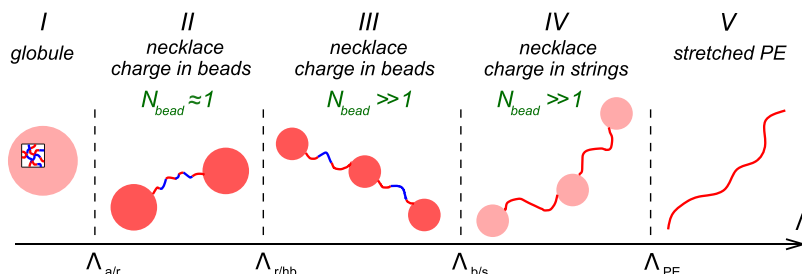 I II III IV V
globule necklace necklace necklace stretched PE
charge in beads charge in beads charge in strings
N_bead ≈1 N_bead >>1 N_bead >>1
Λ_a/r Λ_r/bb Λ_b/s Λ_PE